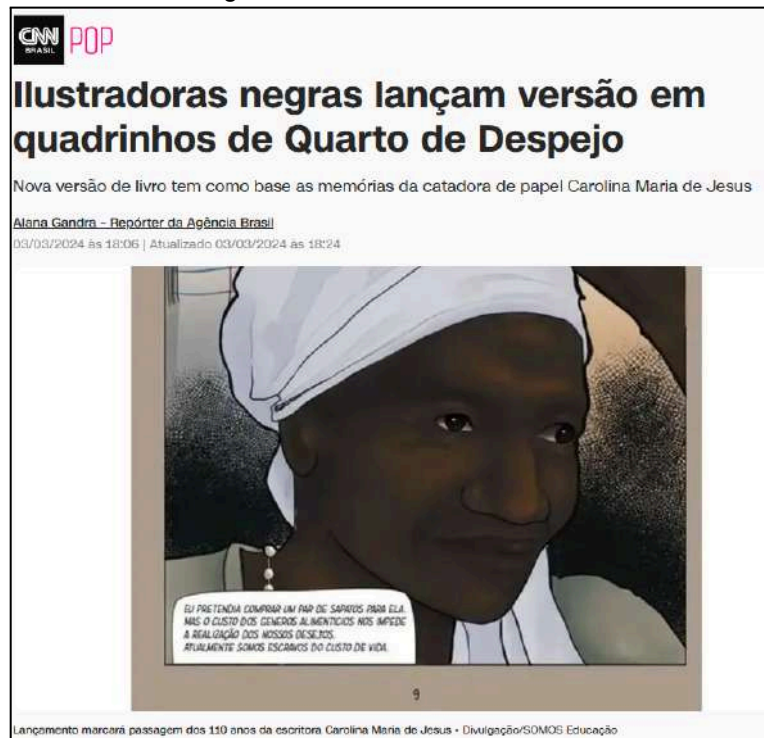 CNN
BRASIL
POP
Ilustradoras negras lançam versão em
quadrinhos de Quarto de Despejo
Nova versão de livro tem como base as memórias da catadora de papel Carolina Maria de Jesus
Alana Gandra – Repórter da Agência Brasil
03/03/2024 às 18:06 | Atualizado 03/03/2024 às 18:24
EU PRETENDIA COMPRAR UM PAR DE SAPATOS PARA ELA.
MAS O CUSTO DOS GENEROS ALIMENTICIOS NOS IMPEDE
A REALIZAÇÃO DOS NOSSOS DESEJOS.
ATUALMENTE SOMOS ESCRAVOS DO CUSTO DE VIDA.
9
Lançamento marcará passagem dos 110 anos da escritora Carolina Maria de Jesus • Divulgação/SOMOS Educação